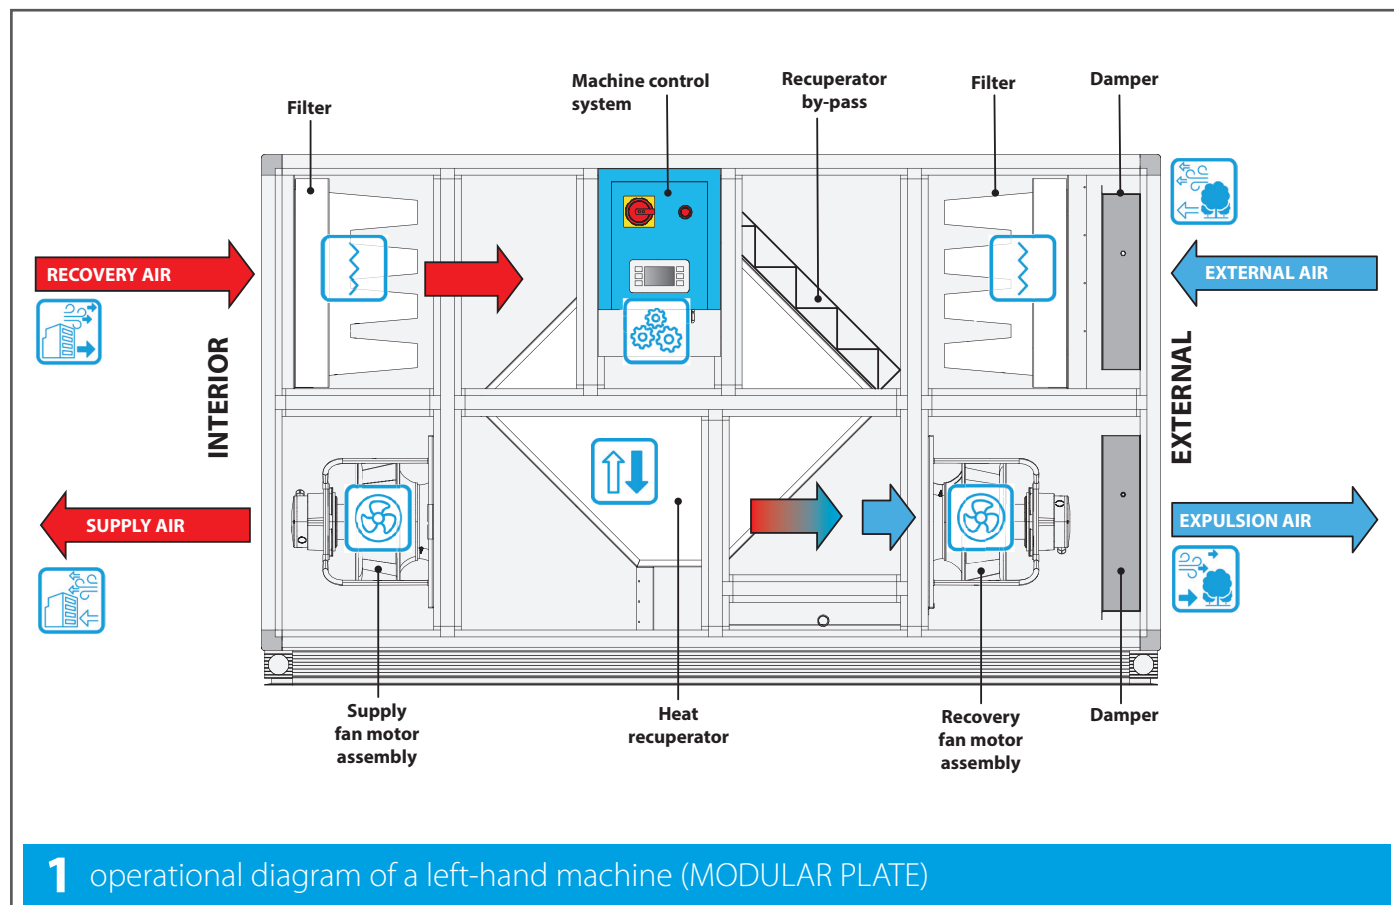 Filter
Machine control
system
Recuperator
by-pass
Filter
Damper
RECOVERY AIR
EXTERNAL AIR
INTERIOR
EXTERNAL
SUPPLY AIR
EXPULSION AIR
Supply
fan motor
assembly
Heat
recuperator
Recovery
fan motor
assembly
Damper
1 operational diagram of a left-hand machine (MODULAR PLATE)